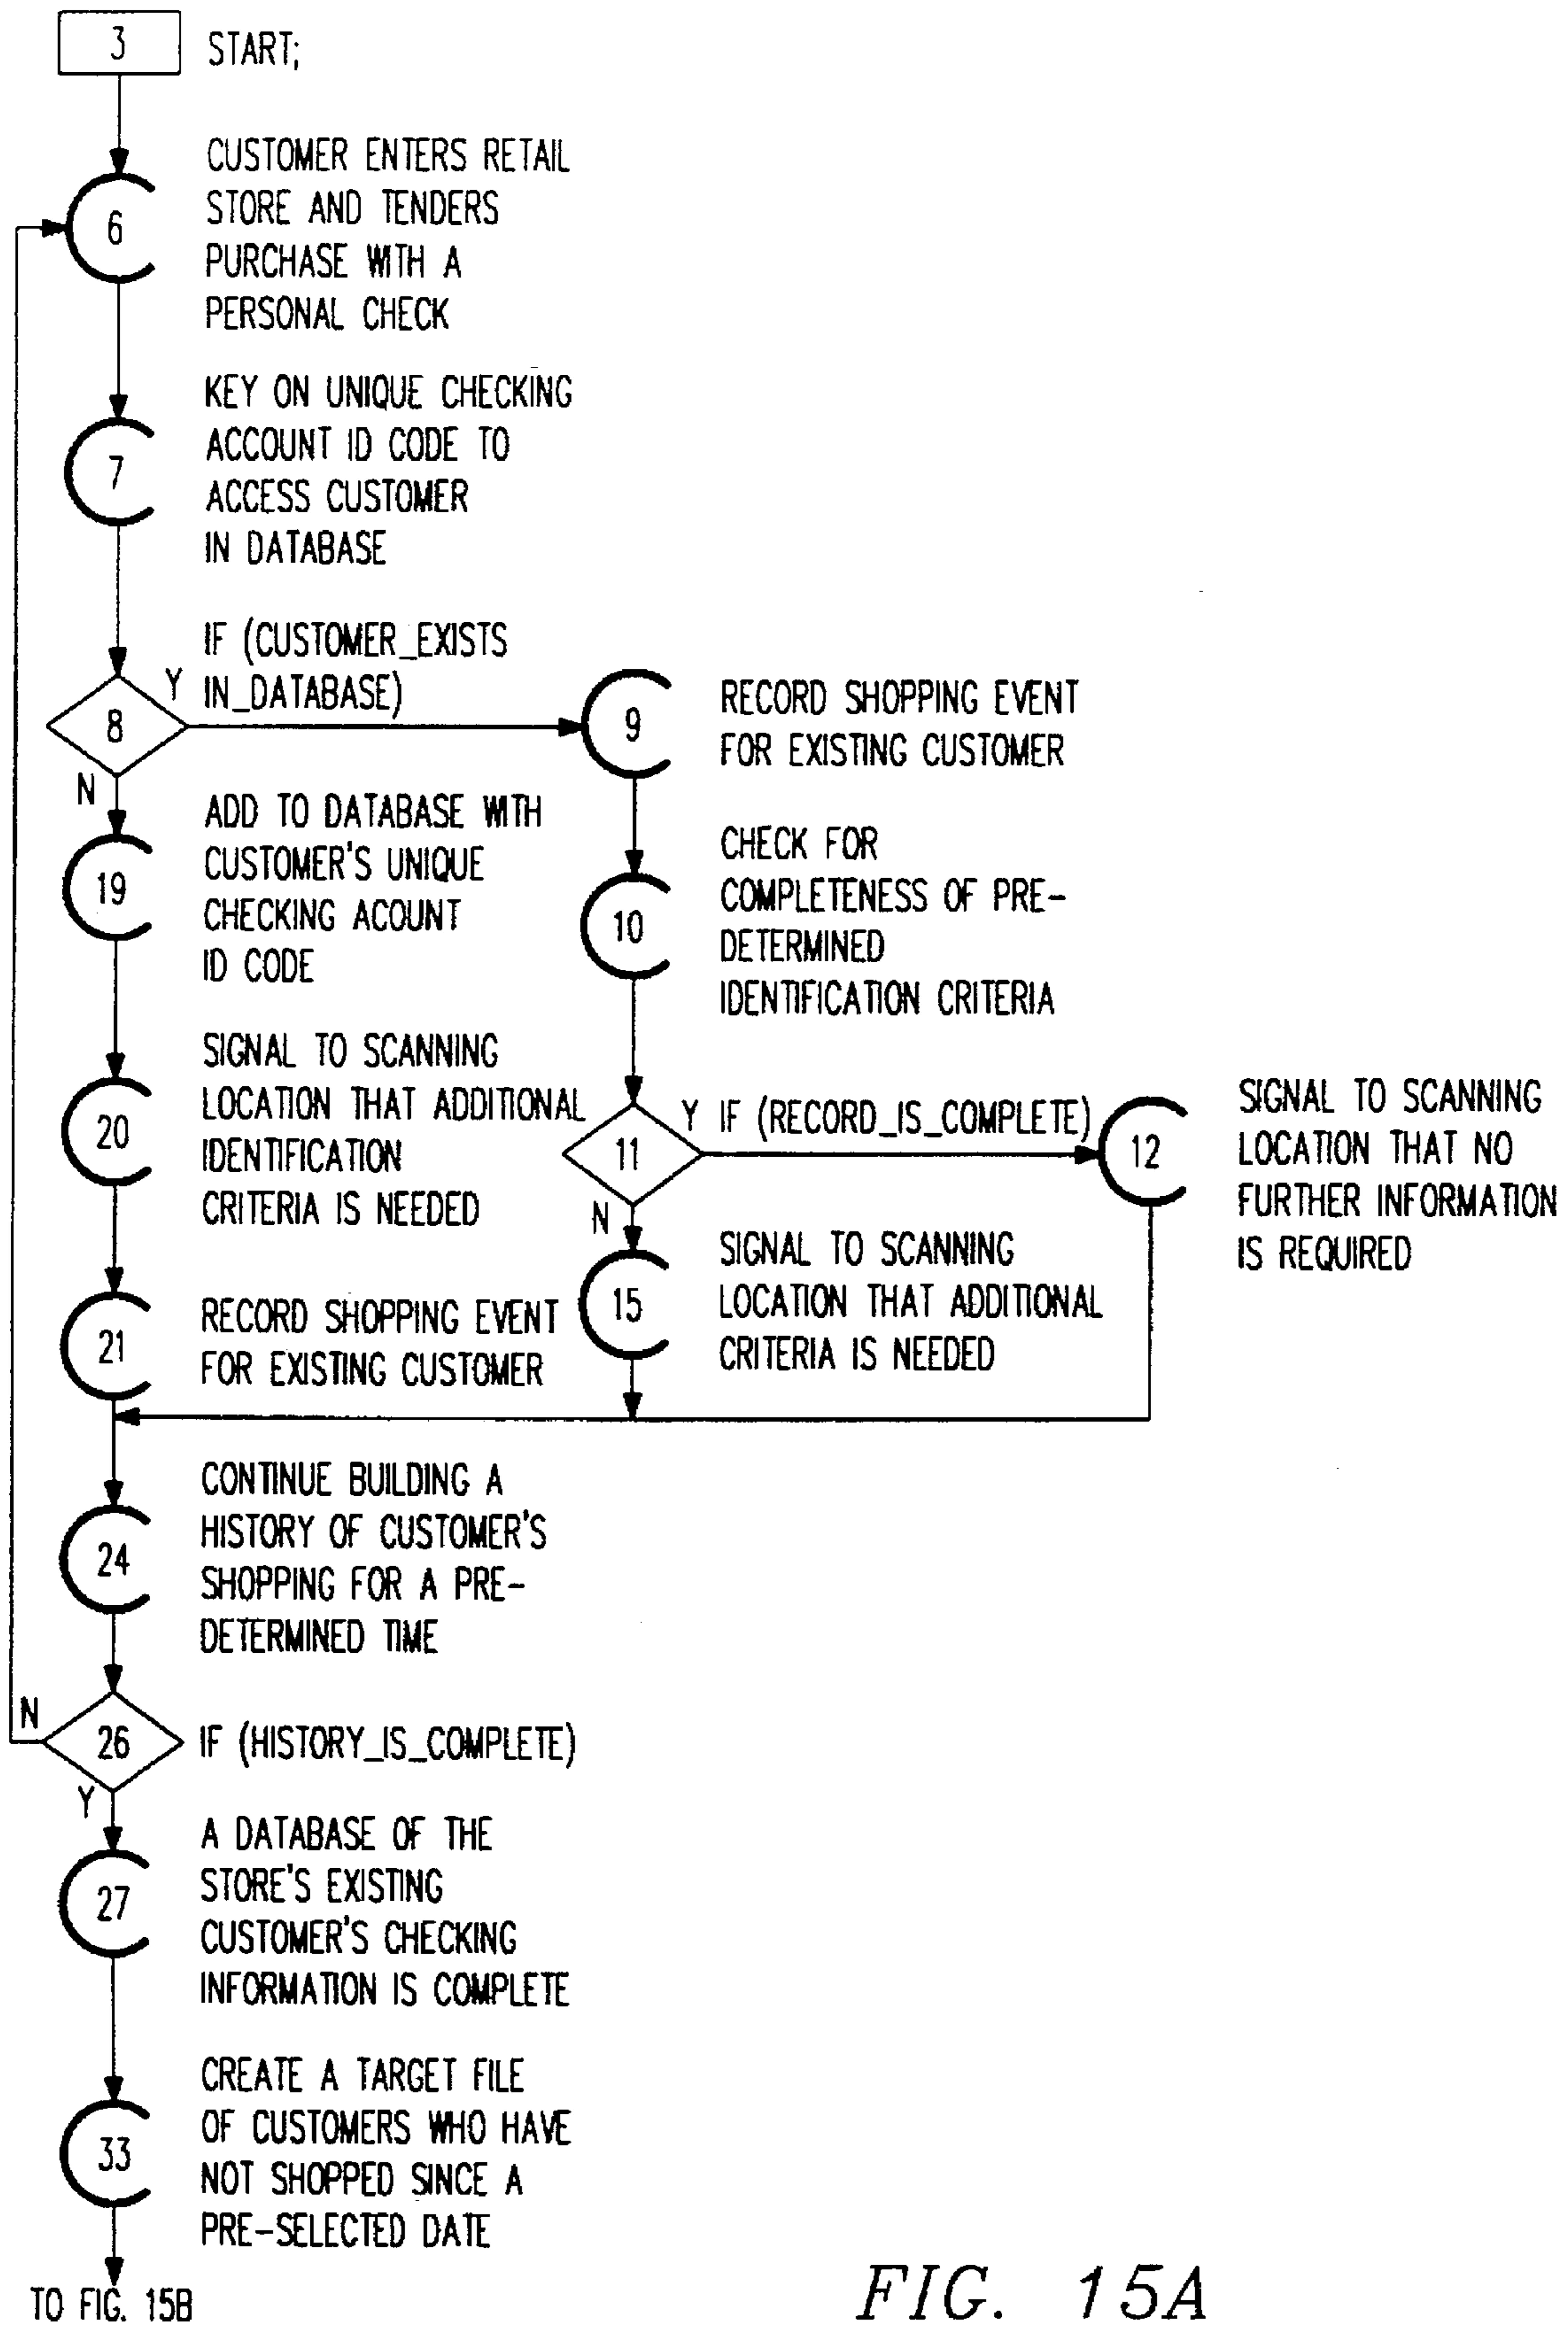 3 START;
6
CUSTOMER ENTERS RETAIL
STORE AND TENDERS
PURCHASE WITH A
PERSONAL CHECK
7
KEY ON UNIQUE CHECKING
ACCOUNT ID CODE TO
ACCESS CUSTOMER
IN DATABASE
8
Y
N
IF (CUSTOMER_EXISTS
IN_DATABASE)
9
RECORD SHOPPING EVENT
FOR EXISTING CUSTOMER
19
ADD TO DATABASE WITH
CUSTOMER'S UNIQUE
CHECKING ACOUNT
ID CODE
10
CHECK FOR
COMPLETENESS OF PRE-
DETERMINED
IDENTIFICATION CRITERIA
20
SIGNAL TO SCANNING
LOCATION THAT ADDITIONAL
IDENTIFICATION
CRITERIA IS NEEDED
11
Y IF (RECORD_IS_COMPLETE)
N
12
SIGNAL TO SCANNING
LOCATION THAT NO
FURTHER INFORMATION
IS REQUIRED
15
SIGNAL TO SCANNING
LOCATION THAT ADDITIONAL
CRITERIA IS NEEDED
21
RECORD SHOPPING EVENT
FOR EXISTING CUSTOMER
24
CONTINUE BUILDING A
HISTORY OF CUSTOMER'S
SHOPPING FOR A PRE-
DETERMINED TIME
N
26 IF (HISTORY_IS_COMPLETE)
Y
27
A DATABASE OF THE
STORE'S EXISTING
CUSTOMER'S CHECKING
INFORMATION IS COMPLETE
33
CREATE A TARGET FILE
OF CUSTOMERS WHO HAVE
NOT SHOPPED SINCE A
PRE-SELECTED DATE
TO FIG. 15B
FIG. 15A